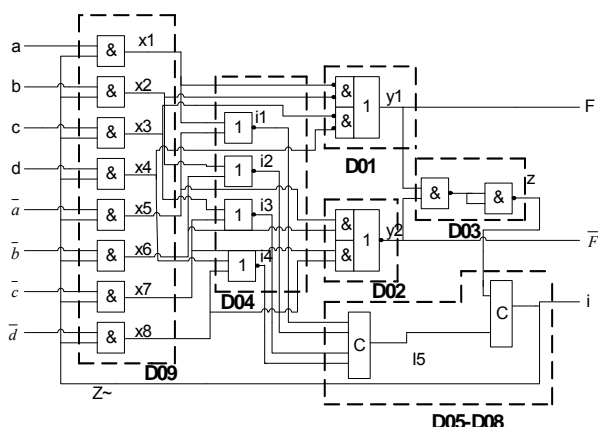 a & x1
b & x2
c & x3
d & x4
a̅ & x5
b̅ & x6
c̅ & x7
d̅ & x8
D09
Z~
1 i1
1 i2
1 i3
1 i4
D04
& & 1 y1
D01
F
& & 1 y2
D02
& & z
D03
F̅
C
I5
C
i
D05-D08